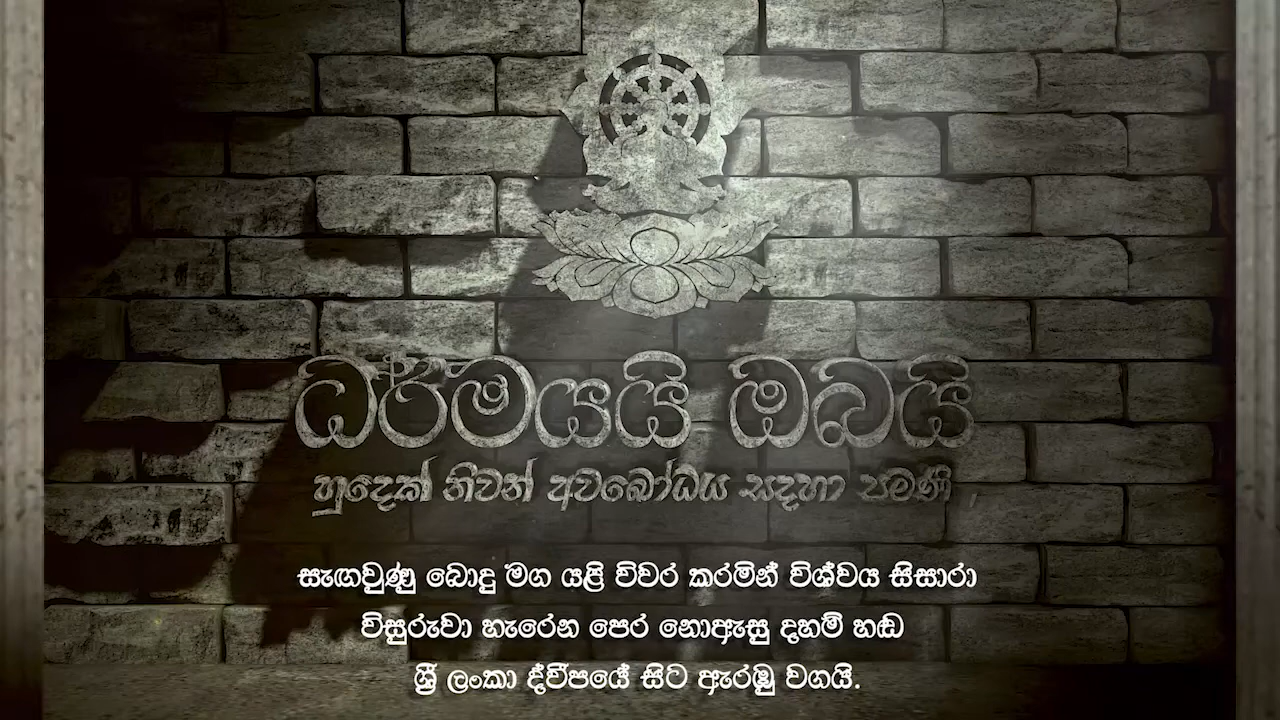 ධර්මයයි ඔබයි
හුදෙක් නිවන් අවබෝධය සදහා පමණි
සැඟවුණු බොදු මග යළි විවර කරමින් විශ්වය සිසාරා
විසුරුවා හැරෙන පෙර නොඇසු දහම් හඬ
ශ්‍රී ලංකා ද්වීපයේ සිට ඇරඹු වගයි.